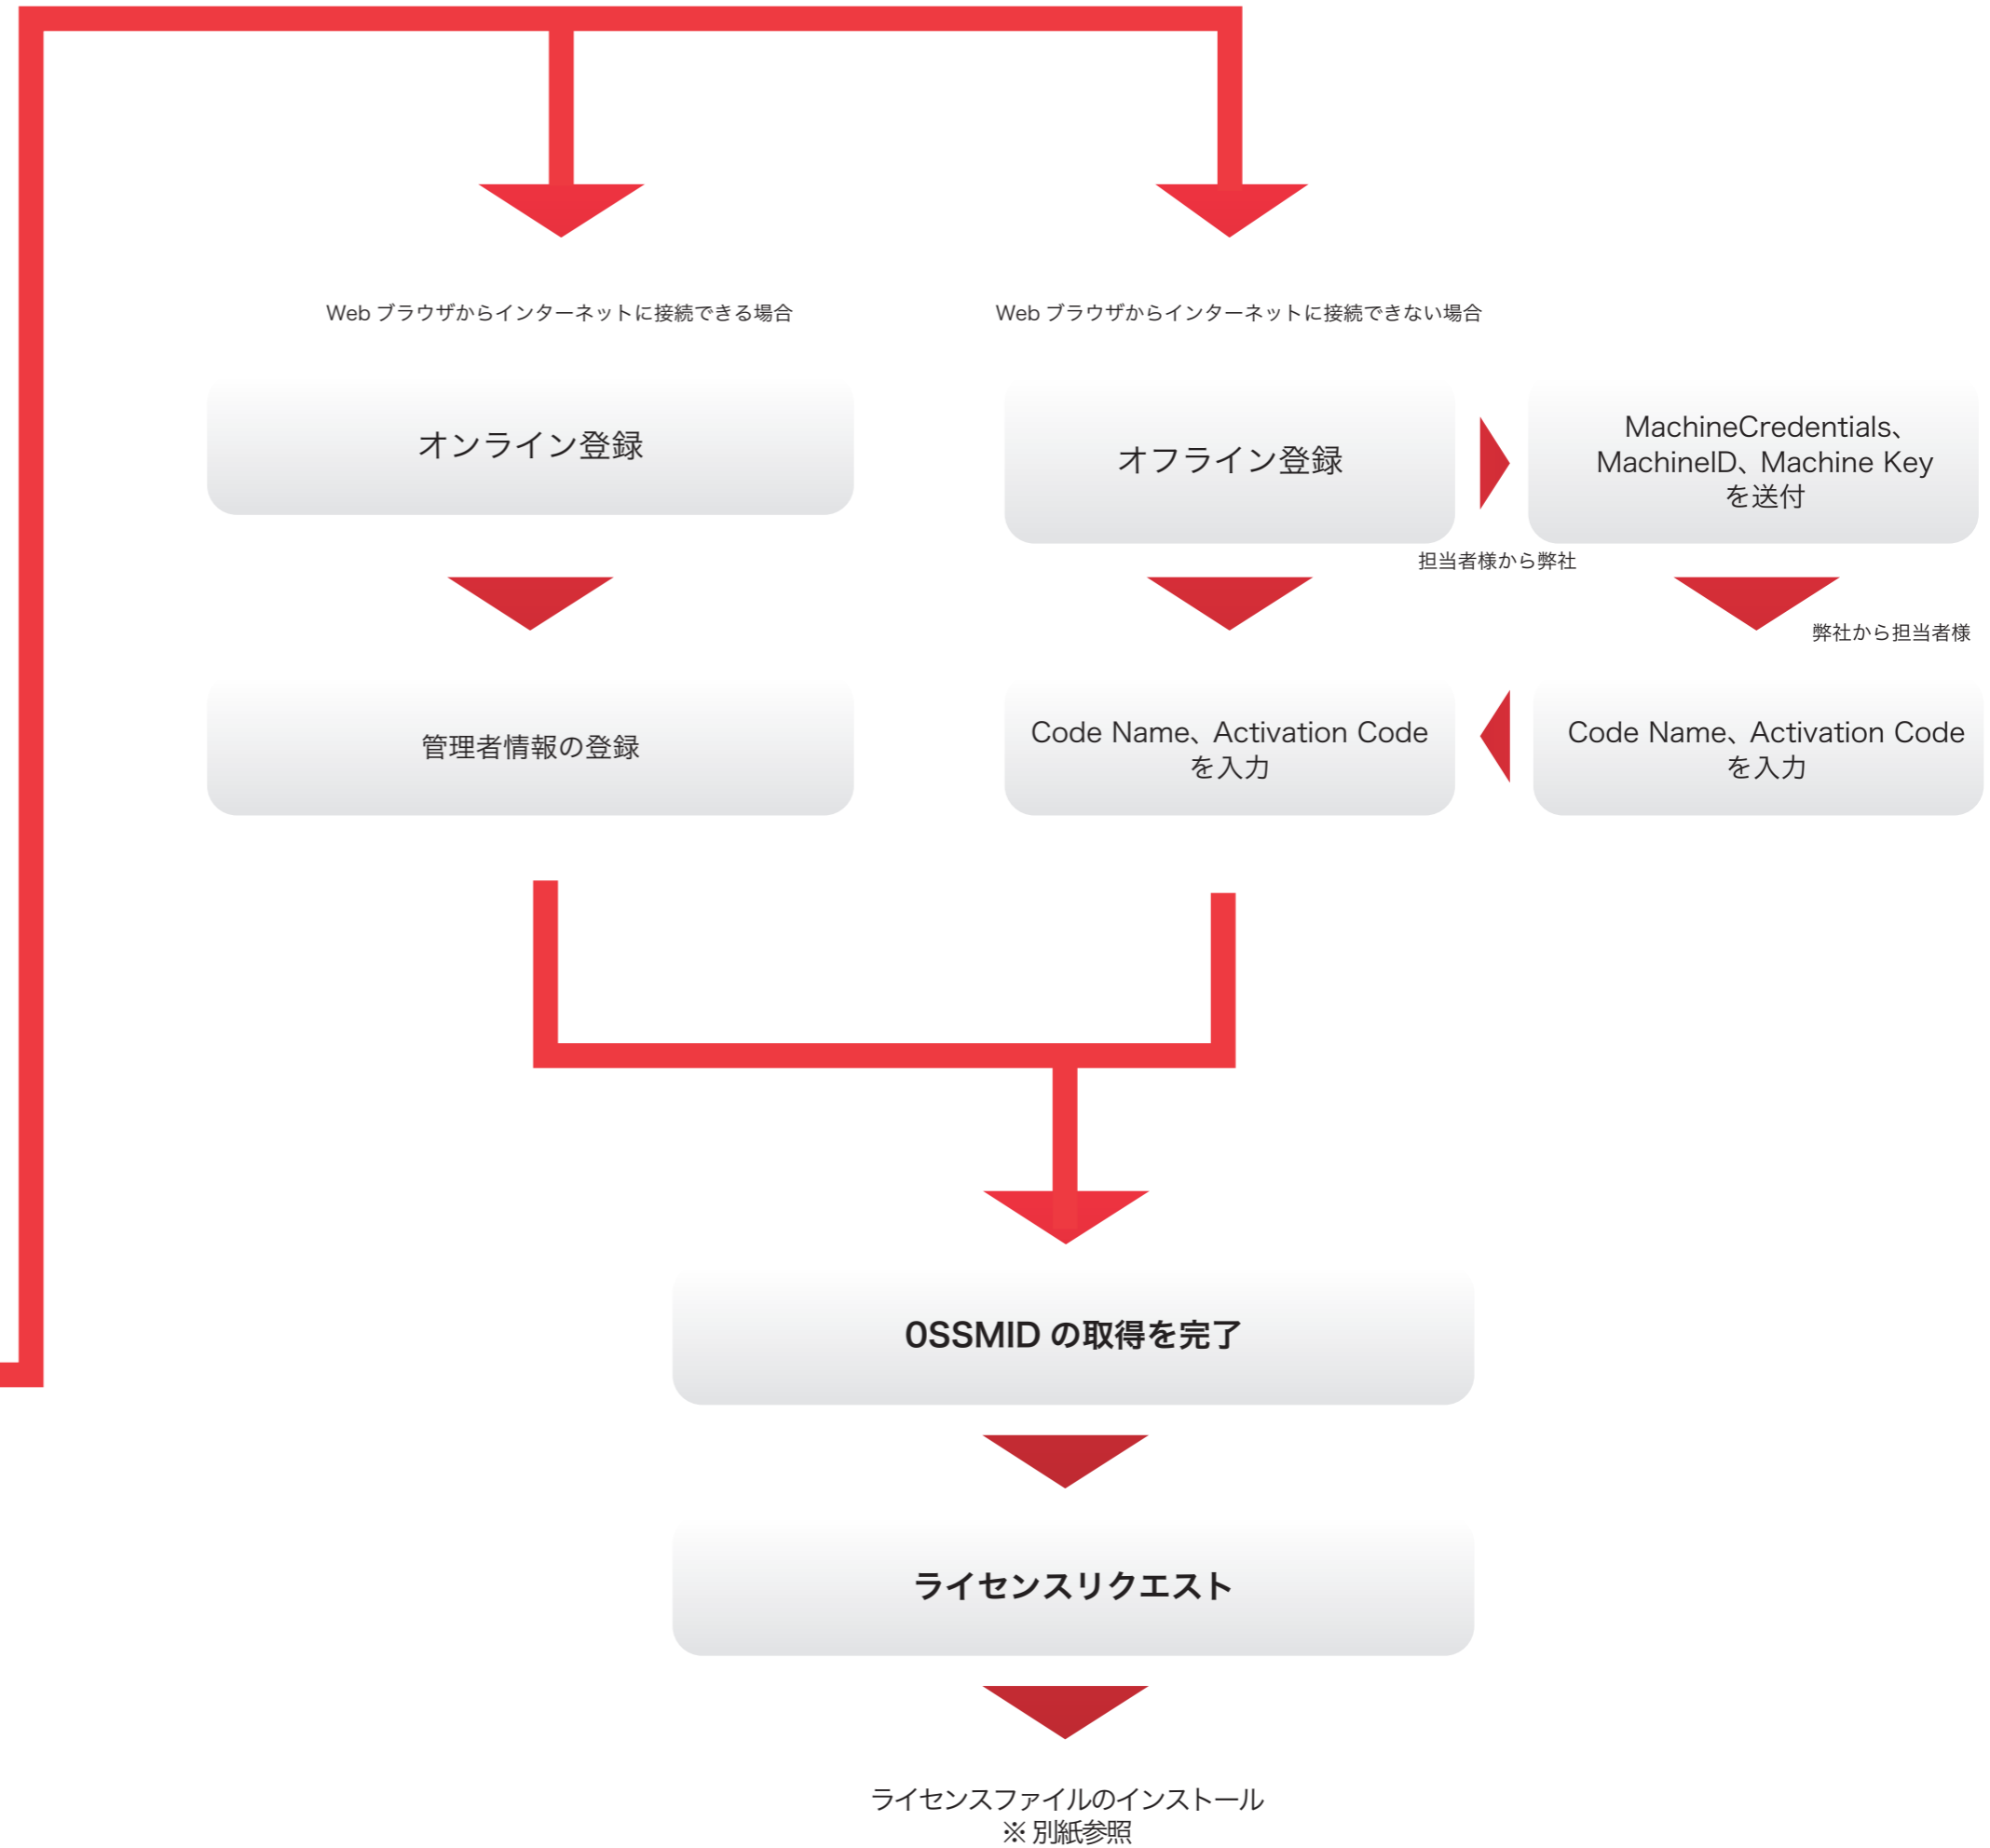 Web ブラウザからインターネットに接続できる場合
Web ブラウザからインターネットに接続できない場合
オンライン登録
オフライン登録
MachineCredentials、
MachineID、Machine Key
を送付
担当者様から弊社
弊社から担当者様
管理者情報の登録
Code Name、Activation Code
を入力
Code Name、Activation Code
を入力
0SSMID の取得を完了
ライセンスリクエスト
ライセンスファイルのインストール
※ 別紙参照